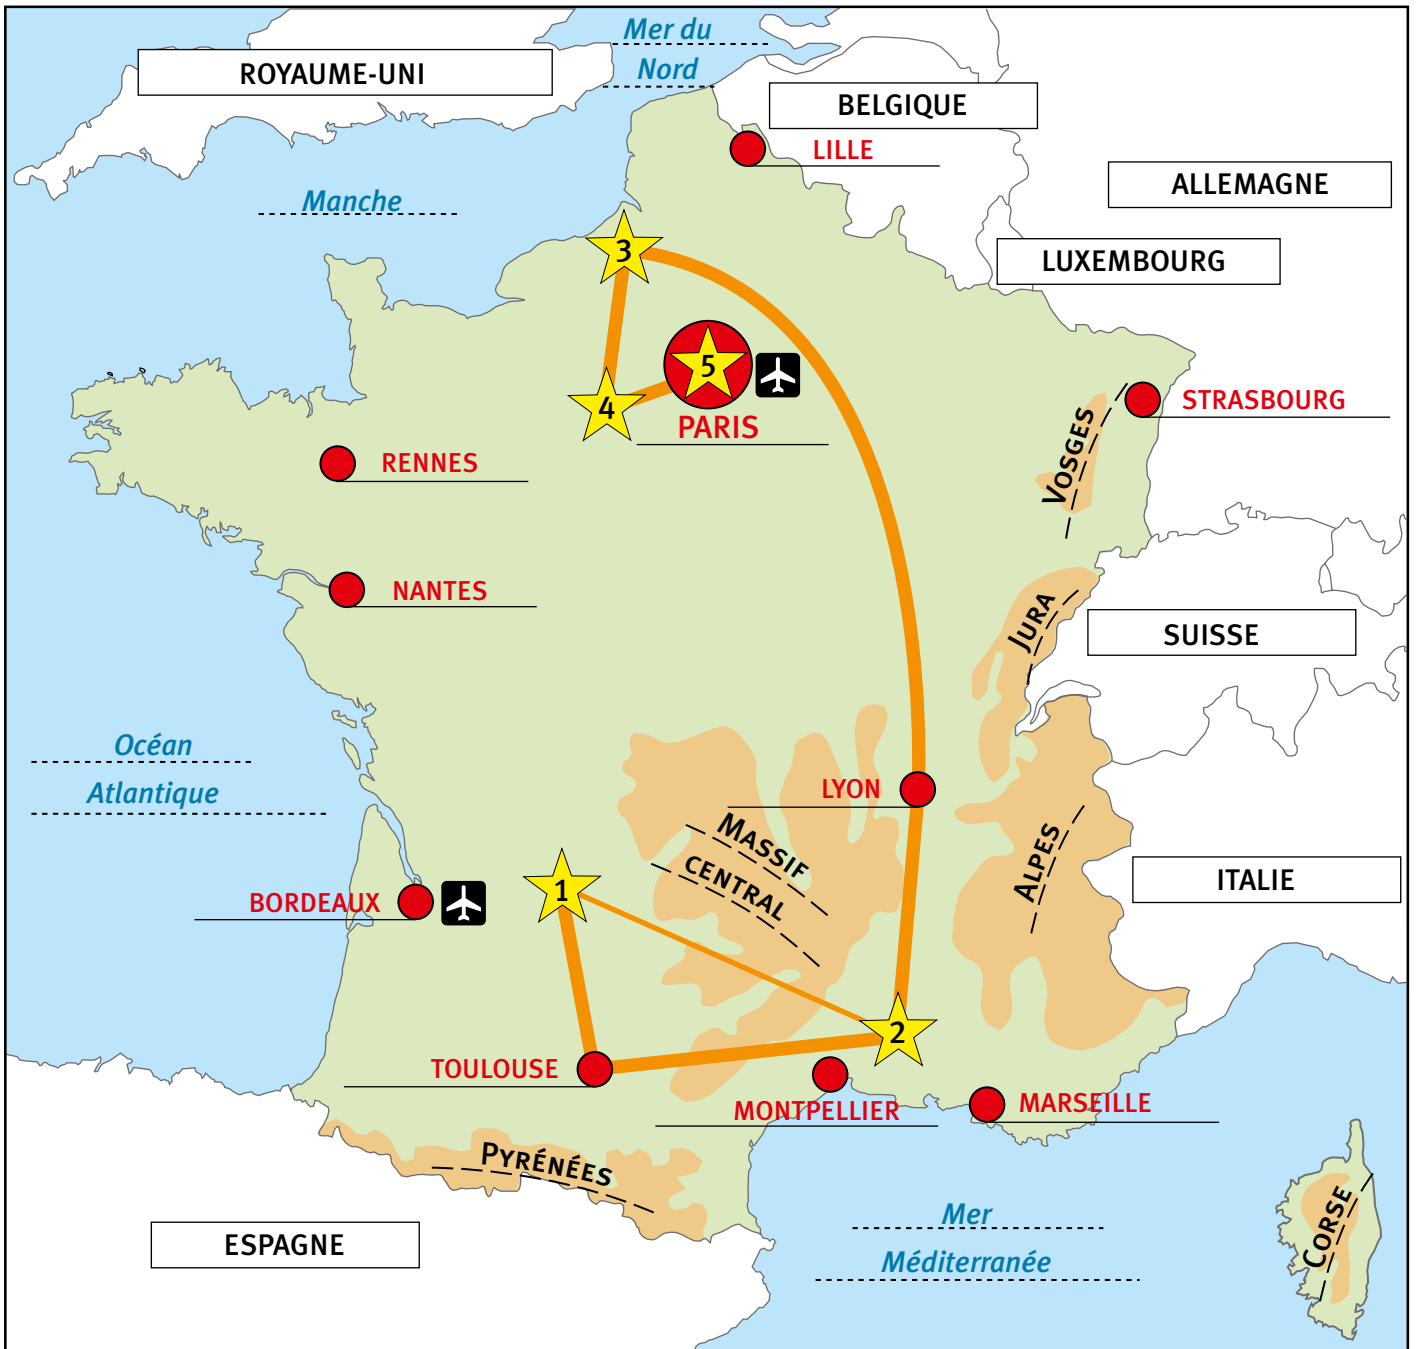 Mer du
Nord
ROYAUME-UNI
BELGIQUE
LILLE
ALLEMAGNE
Manche
3
LUXEMBOURG
5
4
PARIS
STRASBOURG
VOSGES
RENNES
NANTES
JURA
SUISSE
Océan
Atlantique
LYON
MASSIF
CENTRAL
ALPES
ITALIE
1
BORDEAUX
2
TOULOUSE
MONTPELLIER
MARSEILLE
PYRÉNÉES
CORSE
Mer
Méditerranée
ESPAGNE